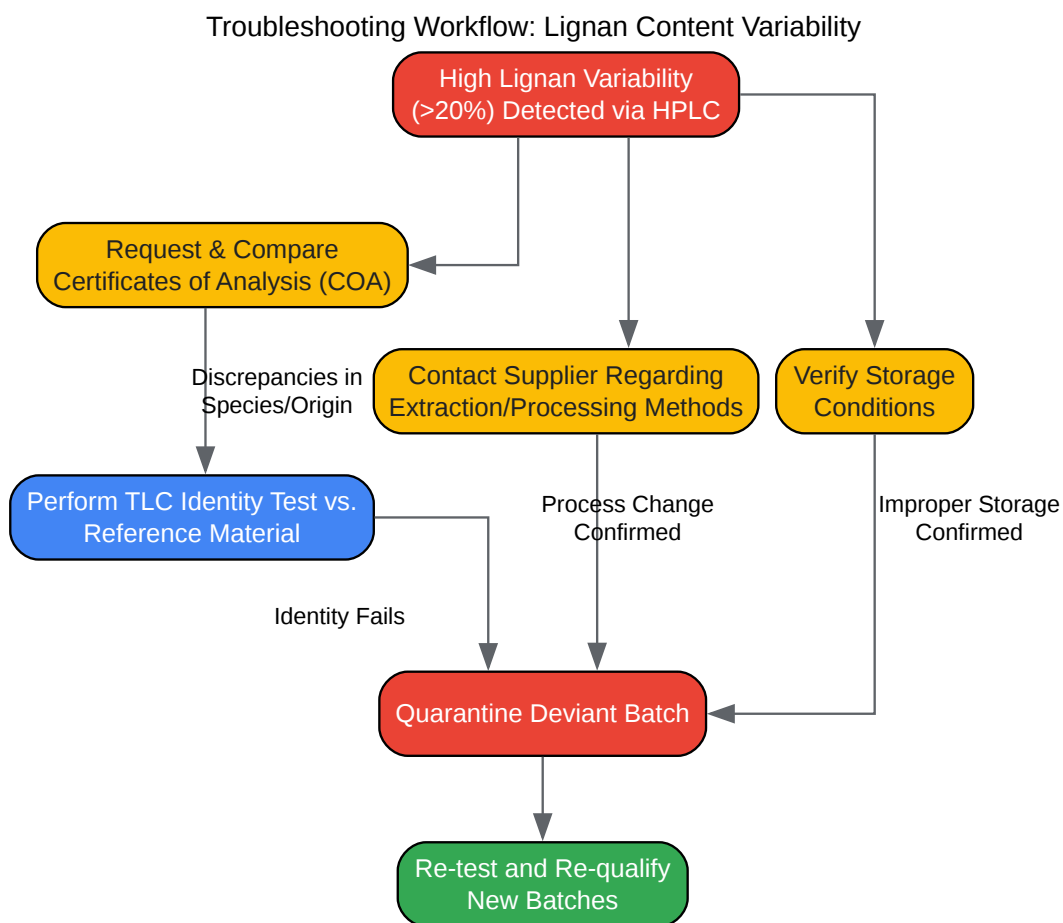 Troubleshooting Workflow: Lignan Content Variability
High Lignan Variability
(>20%) Detected via HPLC
Request & Compare
Certificates of Analysis (COA)
Discrepancies in
Species/Origin
Contact Supplier Regarding
Extraction/Processing Methods
Verify Storage
Conditions
Perform TLC Identity Test vs.
Reference Material
Process Change
Confirmed
Improper Storage
Confirmed
Identity Fails
Quarantine Deviant Batch
Re-test and Re-qualify
New Batches